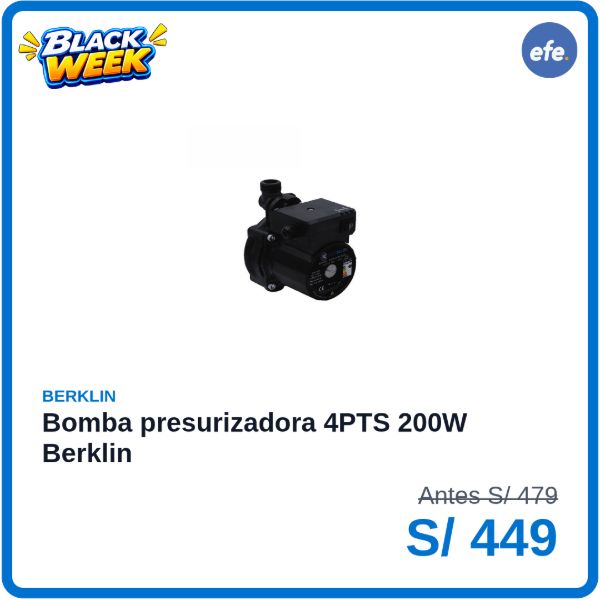 BLACK
WEEK
efe.
BERKLIN
Bomba presurizadora 4PTS 200W
Berklin
Antes S/ 479
S/ 449